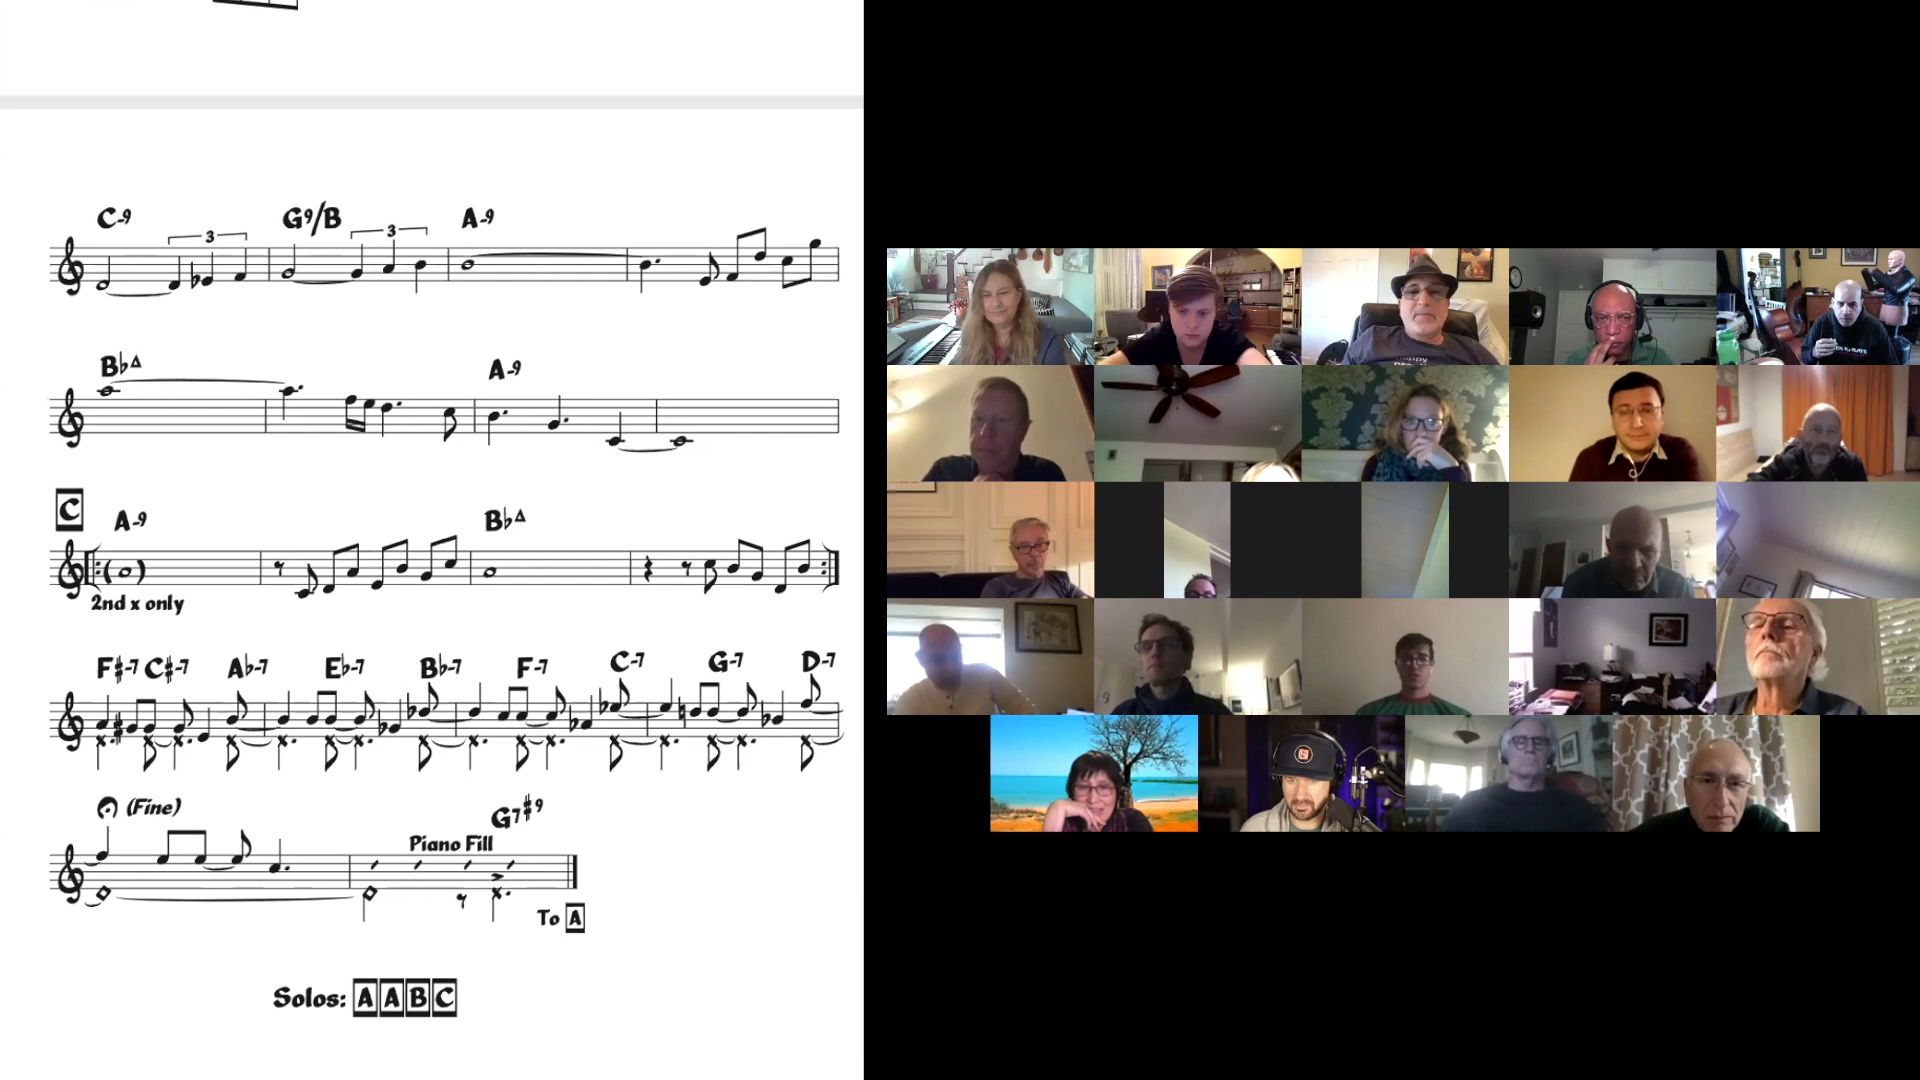 C-9 G9/B A-9
3 3
B♭△ A-9
C
A-9 B♭△
2nd x only
F#-7 C#-7 A♭-7 E♭-7 B♭-7 F-7 C-7 G-7 D-7
(Fine) G7#9
Piano Fill
To A
Solos: A A B C